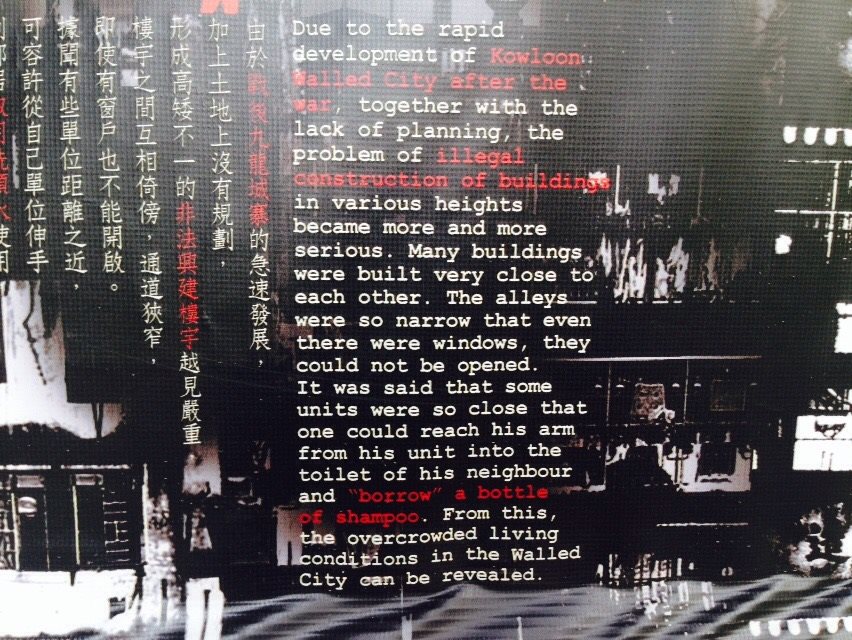 由於戰後九龍城寨的急速發展，
加上土地上沒有規劃，
形成高矮不一的非法興建樓宇越見嚴重
樓宇之間互相倚傍，通道狹窄，
即使有窗戶也不能開啟。
據聞有些單位距離之近，
可容許從自己單位伸手
Due to the rapid
development of Kowloon
Walled City after the
war, together with the
lack of planning, the
problem of illegal
construction of buildings
in various heights
became more and more
serious. Many buildings
were built very close to
each other. The alleys
were so narrow that even
there were windows, they
could not be opened.
It was said that some
units were so close that
one could reach his arm
from his unit into the
toilet of his neighbour
and "borrow" a bottle
of shampoo. From this,
the overcrowded living
conditions in the Walled
City can be revealed.